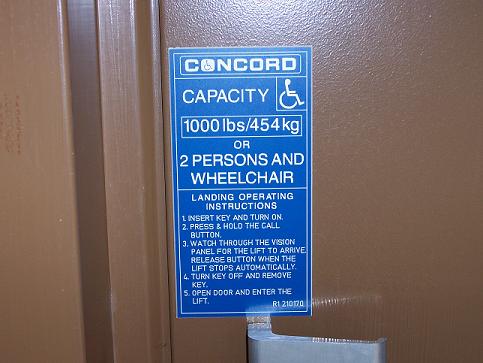 CONCORD
CAPACITY
1000 lbs/454 kg
OR
2 PERSONS AND
WHEELCHAIR
LANDING OPERATING
INSTRUCTIONS
1. INSERT KEY AND TURN ON.
2. PRESS & HOLD THE CALL
BUTTON.
3. WATCH THROUGH THE VISION
PANEL FOR THE LIFT TO ARRIVE.
RELEASE BUTTON WHEN THE
LIFT STOPS AUTOMATICALLY.
4. TURN KEY OFF AND REMOVE
KEY.
5. OPEN DOOR AND ENTER THE
LIFT.
R1 210170